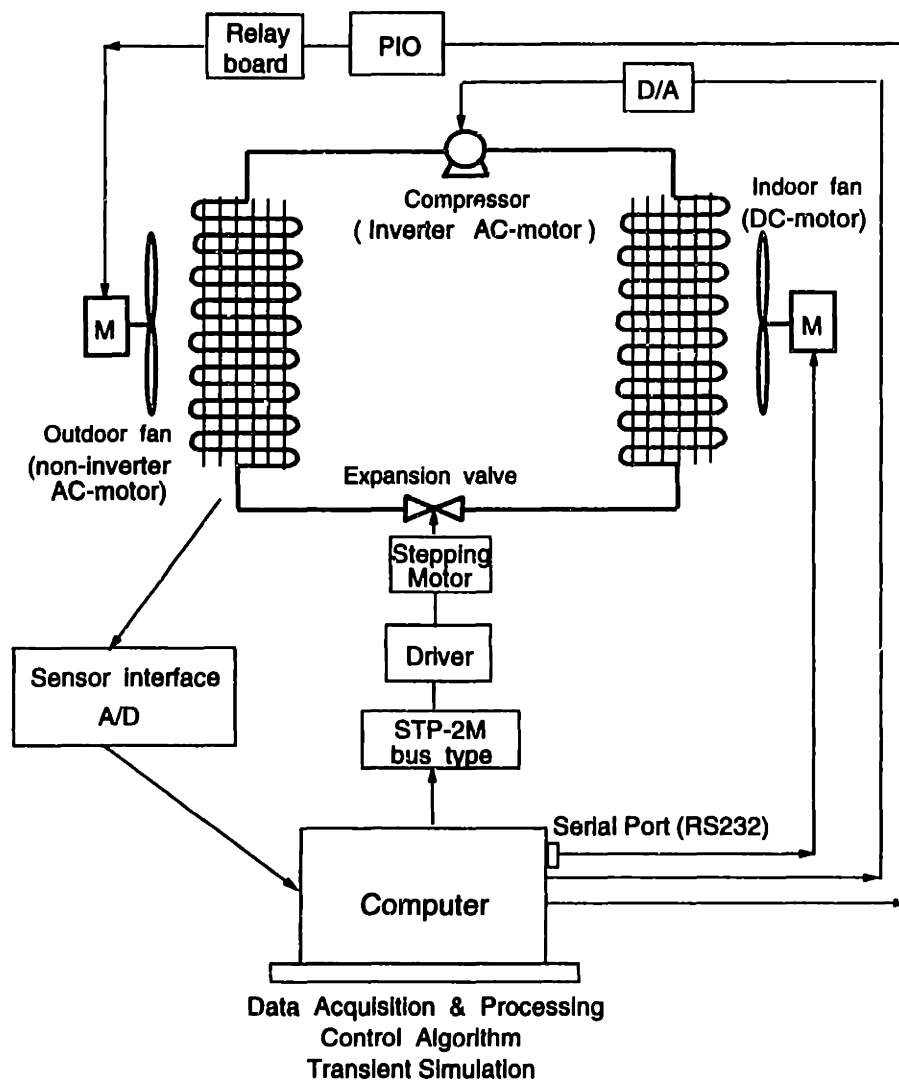 Relay
board
PIO
D/A
Compressor
( Inverter AC-motor )
Indoor fan
(DC-motor)
M
M
Outdoor fan
(non-inverter
AC-motor)
Expansion valve
Stepping
Motor
Driver
Sensor interface
A/D
STP-2M
bus type
Serial Port (RS232)
Computer
Data Acquisition & Processing
Control Algorithm
Transient Simulation